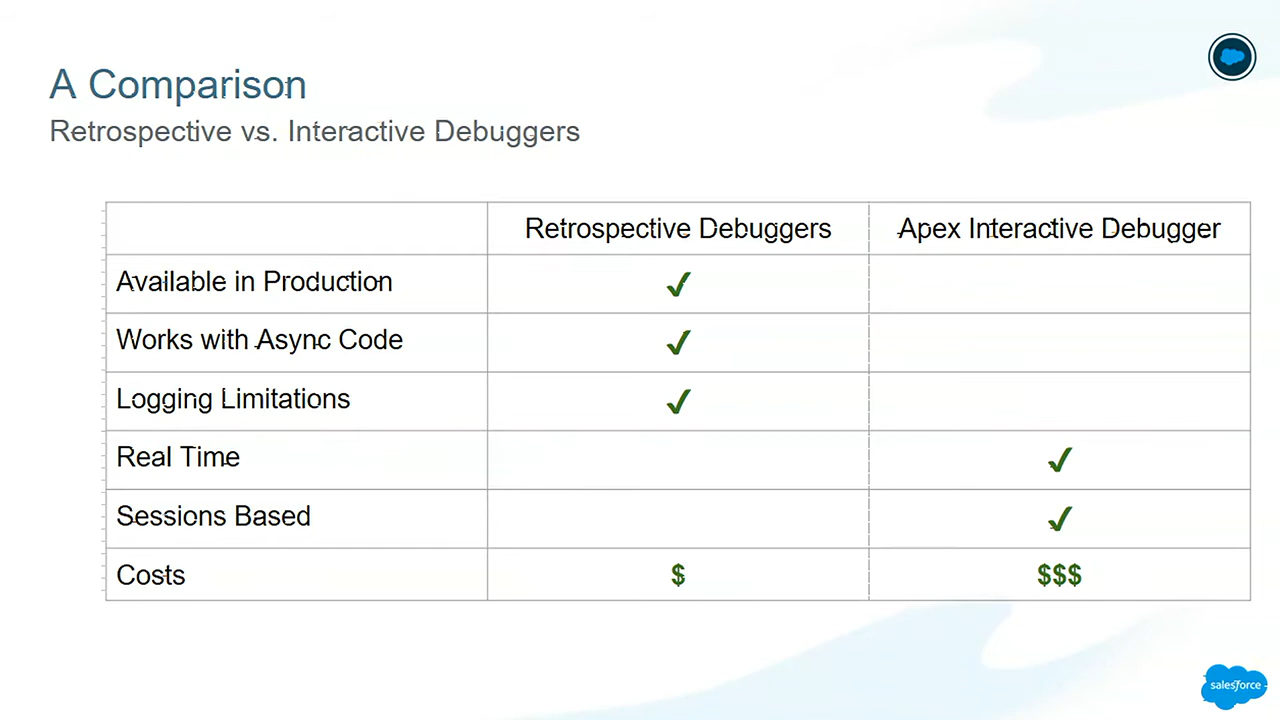 A Comparison
Retrospective vs. Interactive Debuggers
Retrospective Debuggers Apex Interactive Debugger
Available in Production ✓
Works with Async Code ✓
Logging Limitations ✓
Real Time ✓
Sessions Based ✓
Costs $ $$$
salesforce